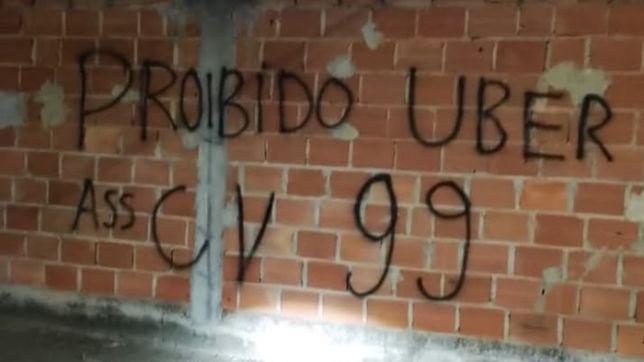 PROIBIDO UBER
ASS CV 99